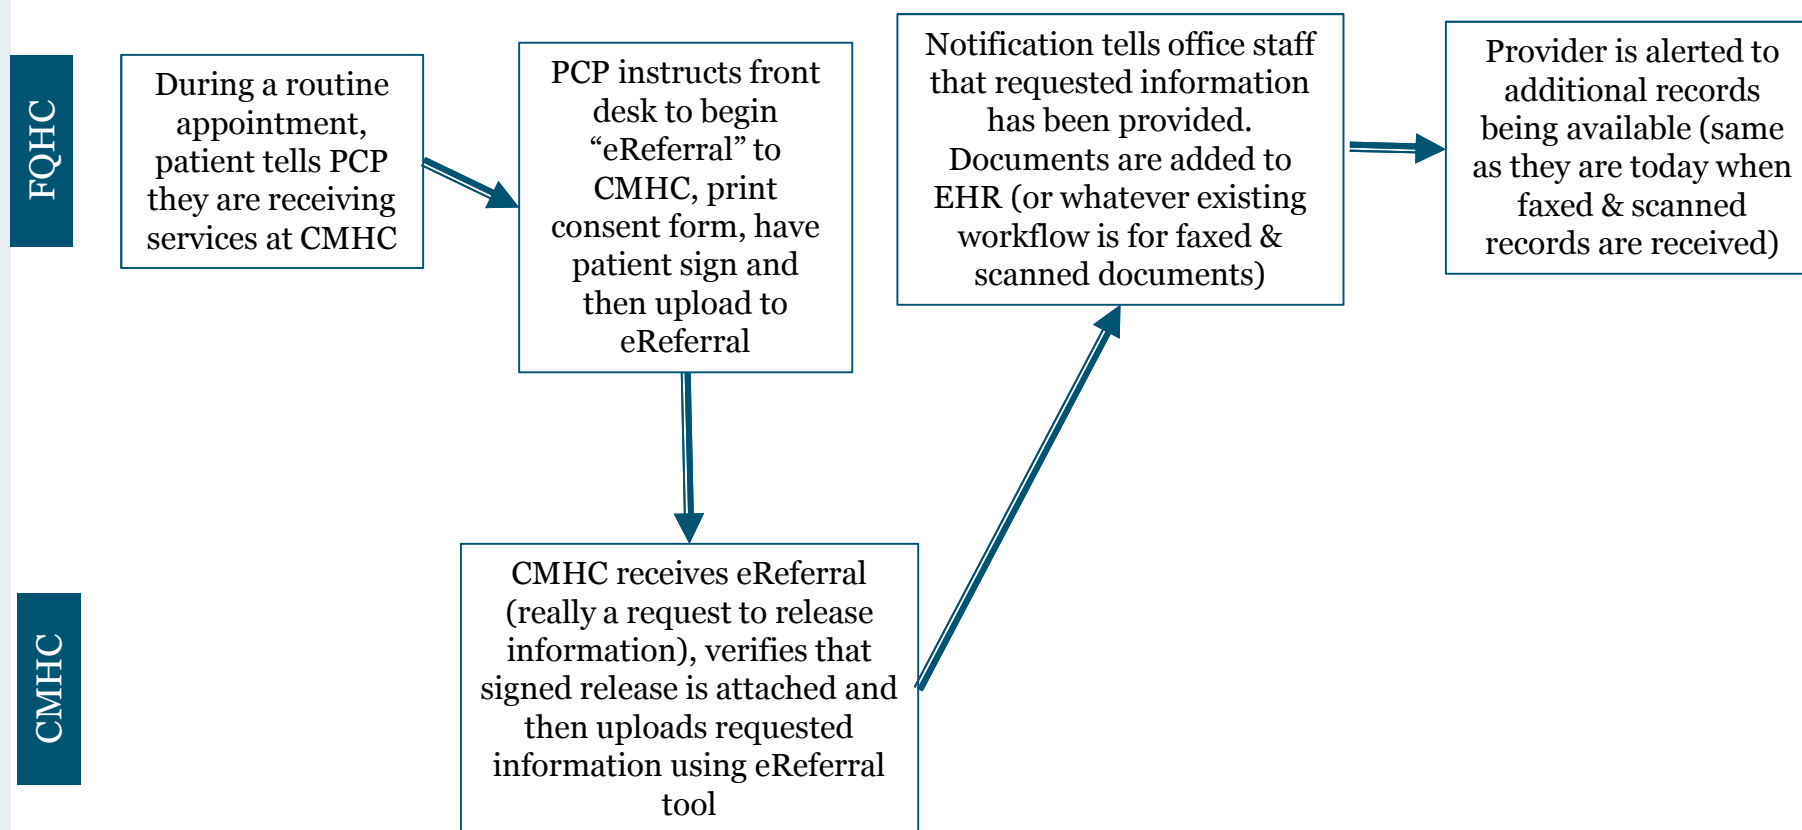 FQHC
During a routine
appointment,
patient tells PCP
they are receiving
services at CMHC
PCP instructs front
desk to begin
“eReferral” to
CMHC, print
consent form, have
patient sign and
then upload to
eReferral
Notification tells office staff
that requested information
has been provided.
Documents are added to
EHR (or whatever existing
workflow is for faxed &
scanned documents)
Provider is alerted to
additional records
being available (same
as they are today when
faxed & scanned
records are received)
CMHC
CMHC receives eReferral
(really a request to release
information), verifies that
signed release is attached and
then uploads requested
information using eReferral
tool